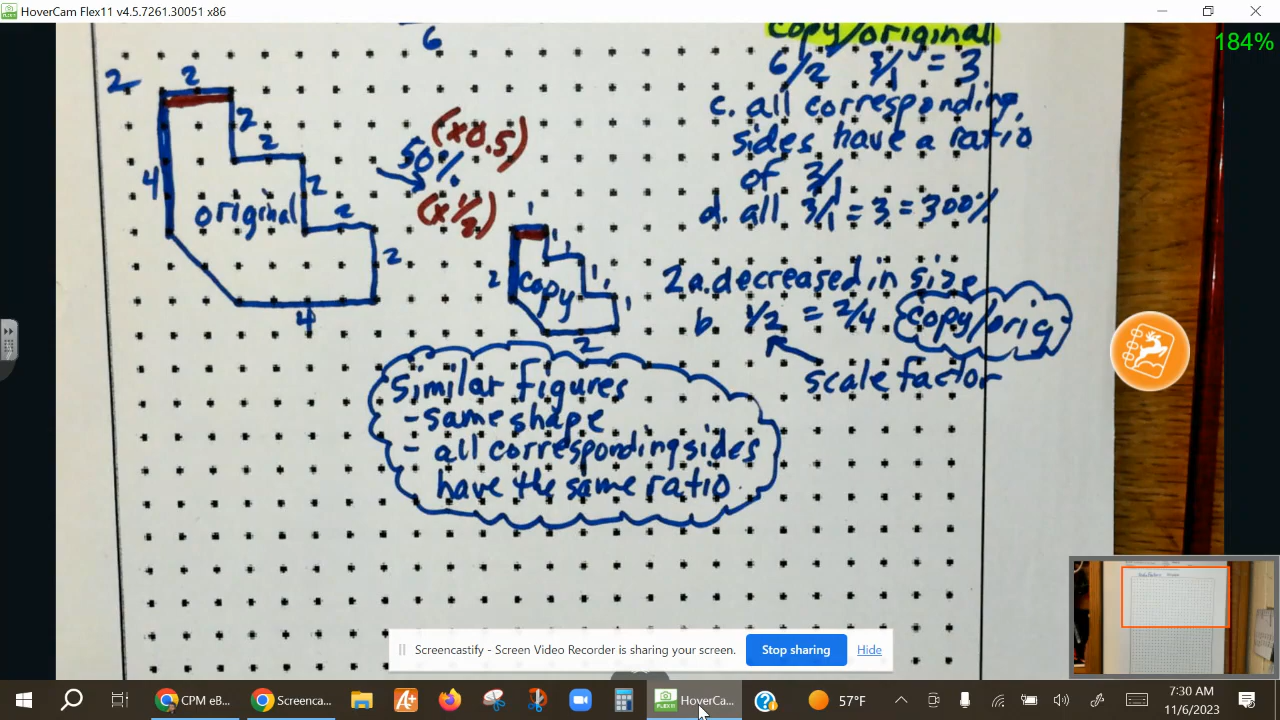 HoverCam Flex11 v4.5.7261.30051 x86
184%
6
copy/original
6/2 3/1 = 3
c. all corresponding
sides have a ratio
of 3/1
d. all 3/1 = 3 = 300%
2
2
2
2
4
2
2
2
4
original
50%
(x0.5)
(x 1/2)
1
1
1
1
1
1
2
2
copy
2a. decreased in size
b 1/2 = 2/4 copy/orig
scale factor
Similar figures
- same shape
- all corresponding sides
have the same ratio
Screencastify - Screen Video Recorder is sharing your screen.
Stop sharing
Hide
CPM eB...
Screenca...
HoverCa...
57°F
7:30 AM
11/6/2023